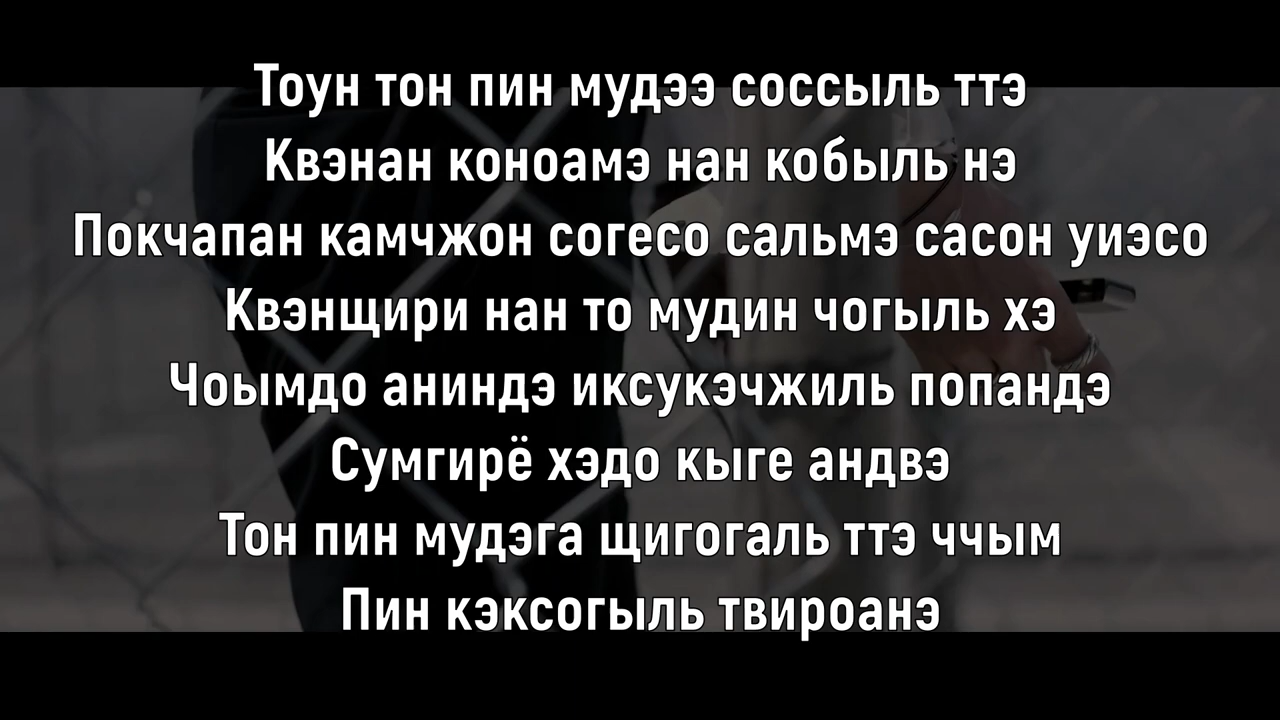 Тоун тон пин мудээ соссыль ттэ
Квэнан коноамэ нан кобыль нэ
Покчапан камчжон согесо сальмэ сасон уиэсо
Квэнщири нан то мудин чогыль хэ
Чоымдо аниндэ иксукэчжиль попандэ
Сумгирё хэдо кыге андвэ
Тон пин мудэга щигогаль ттэ ччым
Пин кэксогыль твироанэ